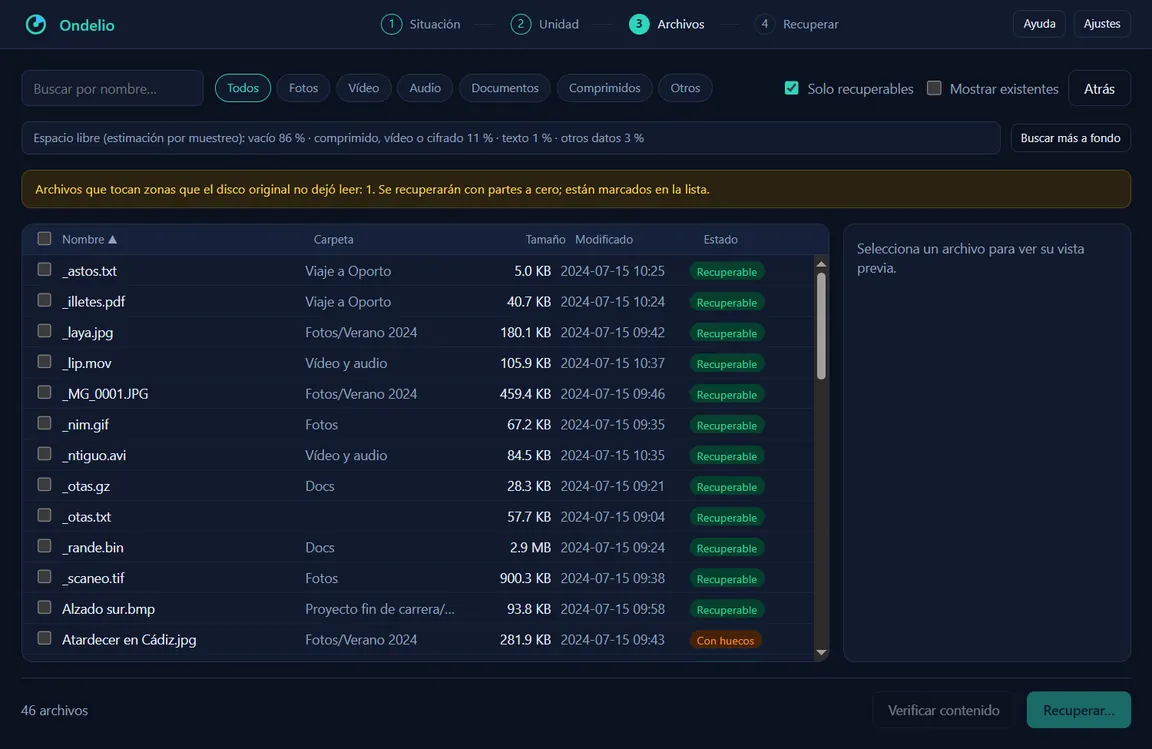 Ondelio
1 Situación 2 Unidad 3 Archivos 4 Recuperar
Ayuda Ajustes
Buscar por nombre... Todos Fotos Vídeo Audio Documentos Comprimidos Otros Solo recuperables Mostrar existentes Atrás
Espacio libre (estimación por muestreo): vacío 86 % · comprimido, vídeo o cifrado 11 % · texto 1 % · otros datos 3 % Buscar más a fondo
Archivos que tocan zonas que el disco original no dejó leer: 1. Se recuperarán con partes a cero; están marcados en la lista.
Nombre ▲ Carpeta Tamaño Modificado Estado
_astos.txt Viaje a Oporto 5.0 KB 2024-07-15 10:25 Recuperable
_illetes.pdf Viaje a Oporto 40.7 KB 2024-07-15 10:24 Recuperable
_laya.jpg Fotos/Verano 2024 180.1 KB 2024-07-15 09:42 Recuperable
_lip.mov Vídeo y audio 105.9 KB 2024-07-15 10:37 Recuperable
_MG_0001.JPG Fotos/Verano 2024 459.4 KB 2024-07-15 09:46 Recuperable
_nim.gif Fotos 67.2 KB 2024-07-15 09:35 Recuperable
_ntiguo.avi Vídeo y audio 84.5 KB 2024-07-15 10:35 Recuperable
_otas.gz Docs 28.3 KB 2024-07-15 09:21 Recuperable
_otas.txt 57.7 KB 2024-07-15 09:04 Recuperable
_rande.bin Docs 2.9 MB 2024-07-15 09:24 Recuperable
_scaneo.tif Fotos 900.3 KB 2024-07-15 09:38 Recuperable
Alzado sur.bmp Proyecto fin de carrera/... 93.8 KB 2024-07-15 09:58 Recuperable
Atardecer en Cádiz.jpg Fotos/Verano 2024 281.9 KB 2024-07-15 09:43 Con huecos
Selecciona un archivo para ver su vista
previa.
46 archivos Verificar contenido Recuperar...